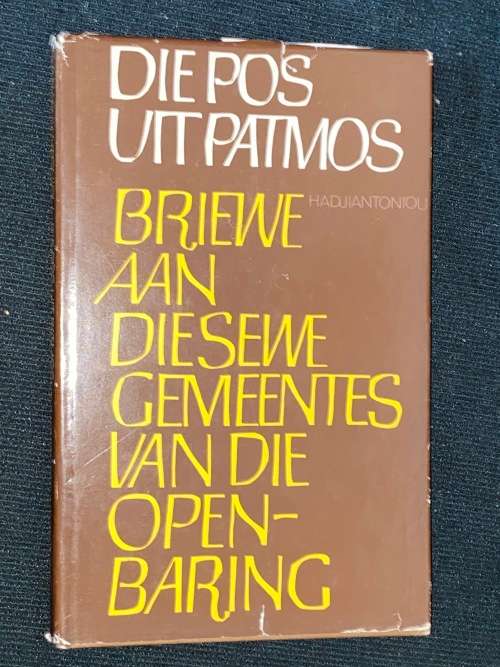 DIE POS
UIT PATMOS
HADJIANTONIOU
BRIEWE
AAN
DIE SEWE
GEMEENTES
VAN DIE
OPEN-
BARING